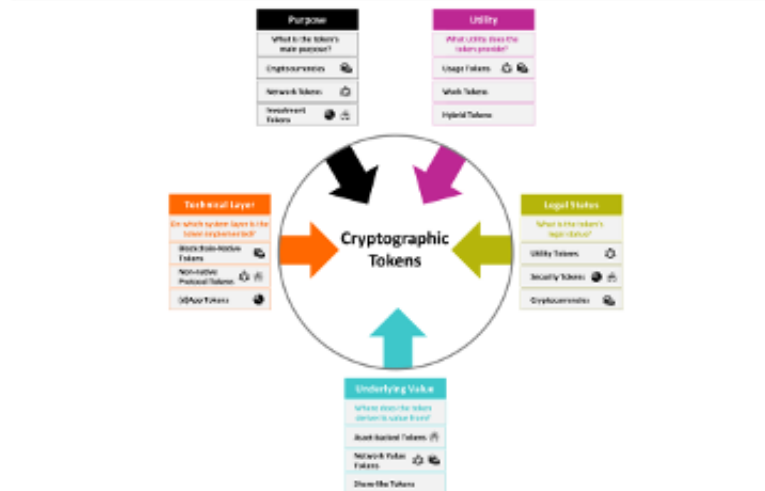 Purpose
What is the token's
main purpose?
Cryptocurrencies
Network Tokens
Investment
Tokens
Utility
What utility does the
token provide?
Usage Tokens
Work Tokens
Hybrid Tokens
Technical Layer
On which system layer is the
token implemented?
Blockchain-Native
Tokens
Non-native
Protocol Tokens
(d)App Tokens
Cryptographic
Tokens
Legal Status
What is the token's
legal status?
Utility Tokens
Security Tokens
Cryptocurrencies
Underlying Value
Where does the token
derive its value from?
Asset-backed Tokens
Network Value
Tokens
Share-like Tokens